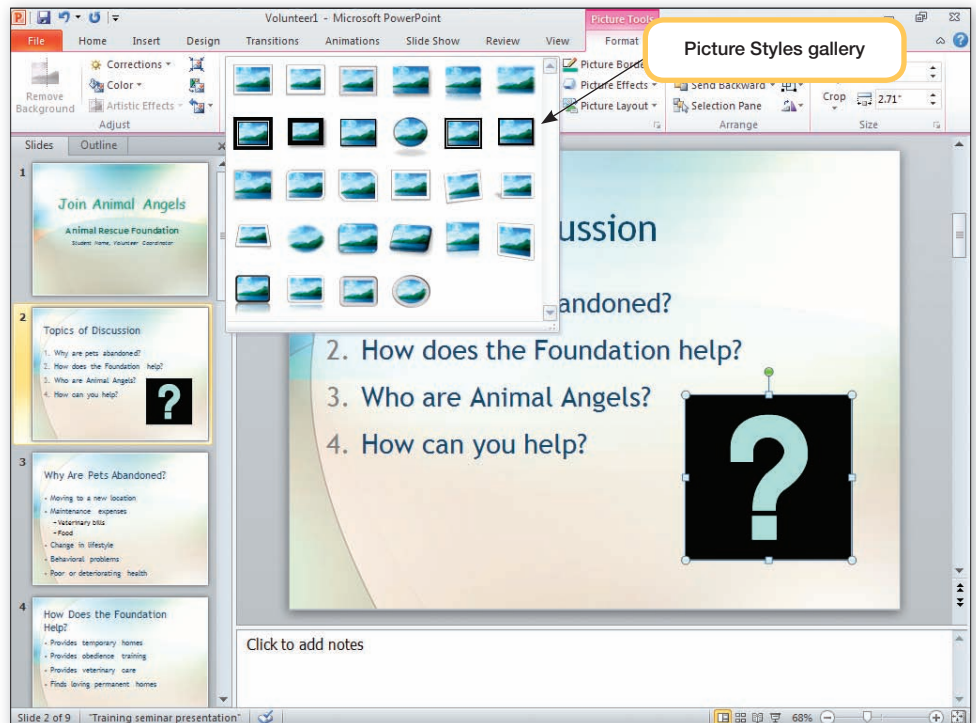 Volunteer1 - Microsoft PowerPoint
Picture Tools
File Home Insert Design Transitions Animations Slide Show Review View Format
Picture Styles gallery
Remove Background
Corrections
Color
Artistic Effects
Adjust
Picture Border
Picture Effects
Picture Layout
Send Backward
Selection Pane
Arrange
Crop
2.71"
Size
Slides Outline
1
Join Animal Angels
Animal Rescue Foundation
Student Name, Volunteer Coordinator
2
Topics of Discussion
1. Why are pets abandoned?
2. How does the Foundation help?
3. Who are Animal Angels?
4. How can you help?
?
3
Why Are Pets Abandoned?
• Moving to a new location
• Maintenance expenses
– Veterinary bills
– Food
• Change in lifestyle
• Behavioral problems
• Poor or deteriorating health
4
How Does the Foundation
Help?
• Provides temporary homes
• Provides obedience training
• Provides veterinary care
• Finds loving permanent homes
ussion
andoned?
2. How does the Foundation help?
3. Who are Animal Angels?
4. How can you help?
?
Click to add notes
Slide 2 of 9 "Training seminar presentation" 68%